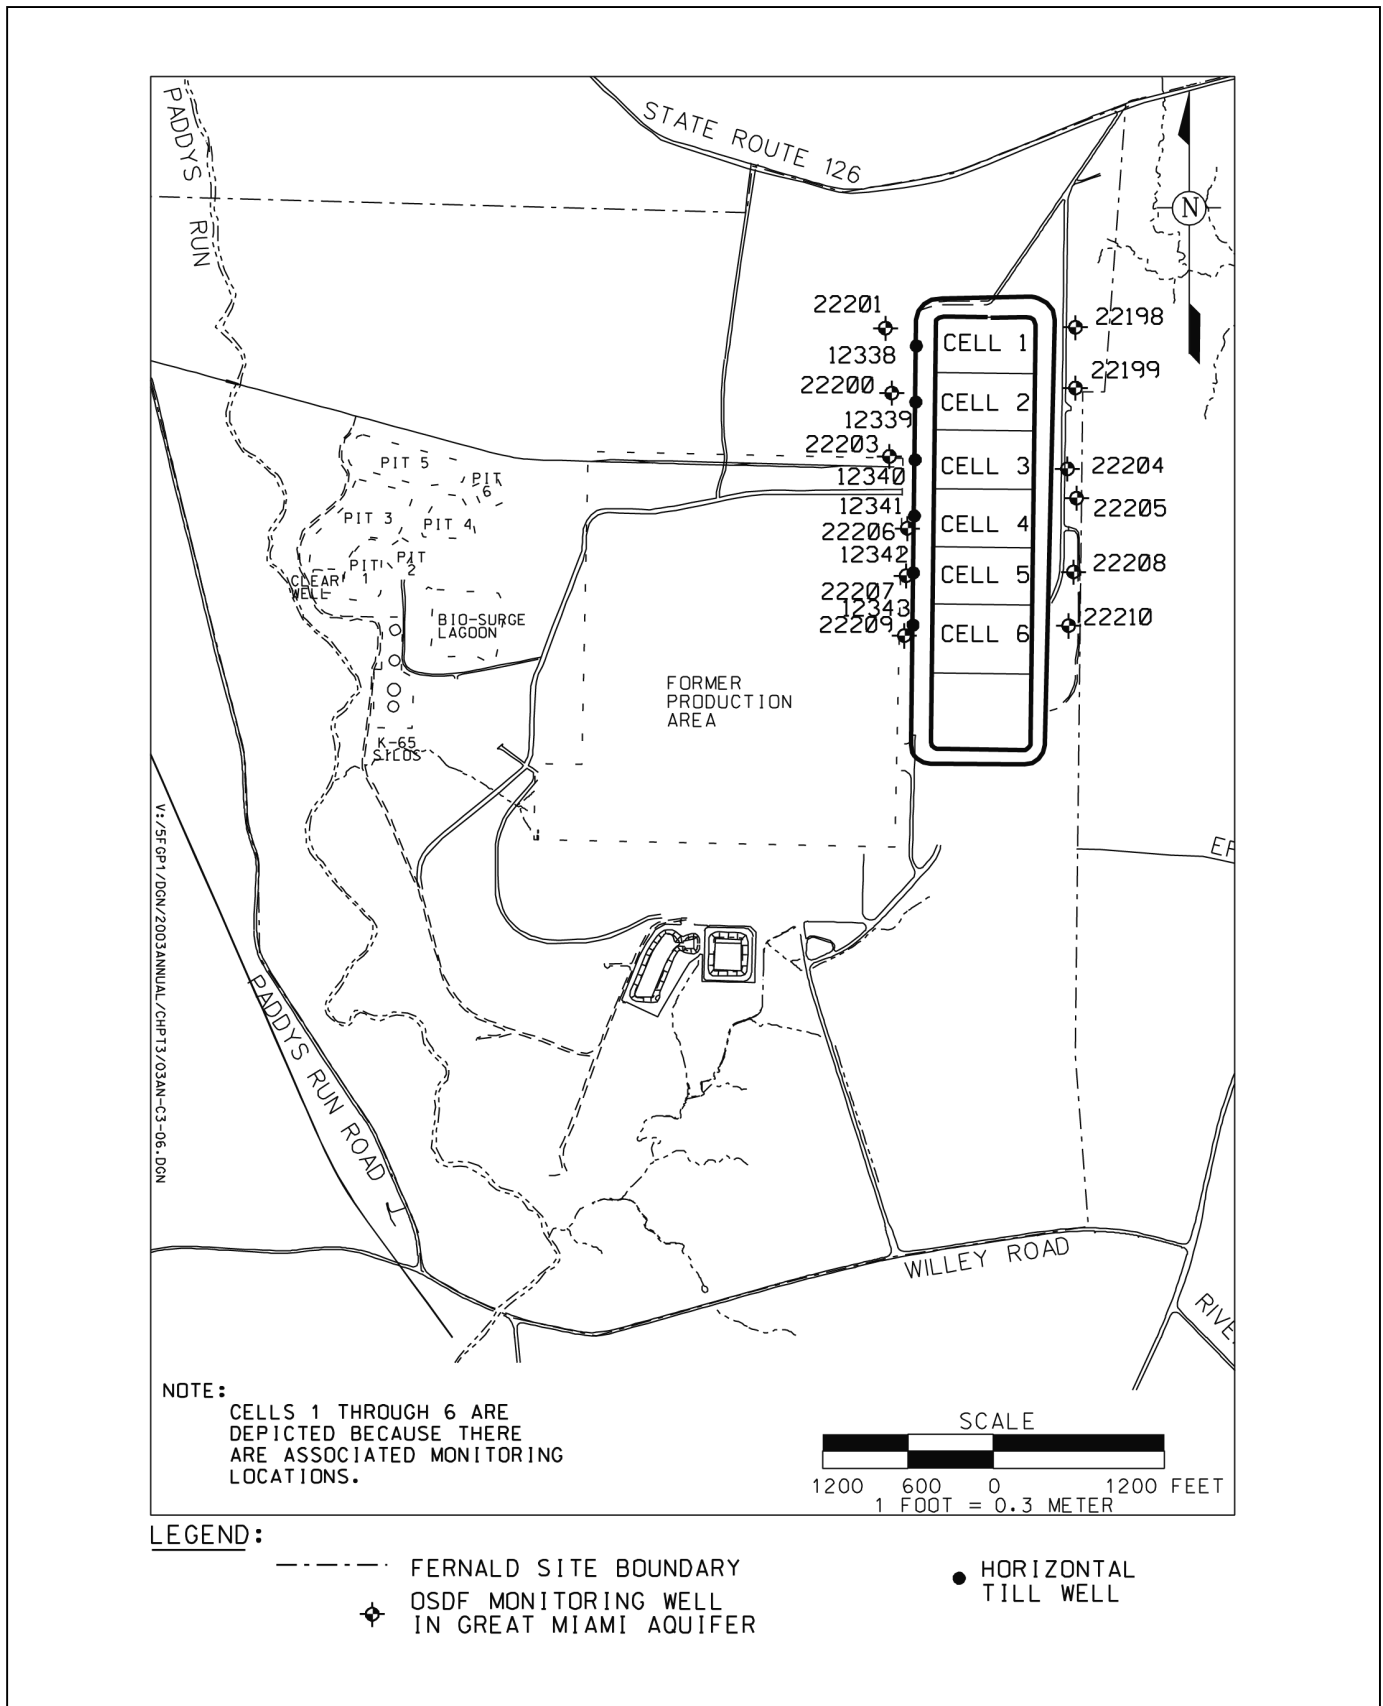 STATE ROUTE 126
PADDYS RUN
N
22201
22198
12338
CELL 1
22200
22199
12339
CELL 2
22203
12340
CELL 3
22204
12341
22206
CELL 4
22205
12342
22207
CELL 5
22208
12343
22209
CELL 6
22210
PIT 5
PIT
6
PIT 3
PIT 4
PIT
1
PIT
2
CLEAR
WELL
BIO-SURGE
LAGOON
K-65
SILOS
FORMER
PRODUCTION
AREA
V:/5FGP1/DGN/2003ANNUAL/CHPT3/03AN-C3-06.DGN
PADDYS RUN ROAD
WILLEY ROAD
NOTE:
CELLS 1 THROUGH 6 ARE
DEPICTED BECAUSE THERE
ARE ASSOCIATED MONITORING
LOCATIONS.
SCALE
1200 600 0 1200 FEET
1 FOOT = 0.3 METER
LEGEND:
FERNALD SITE BOUNDARY
OSDF MONITORING WELL
IN GREAT MIAMI AQUIFER
HORIZONTAL
TILL WELL